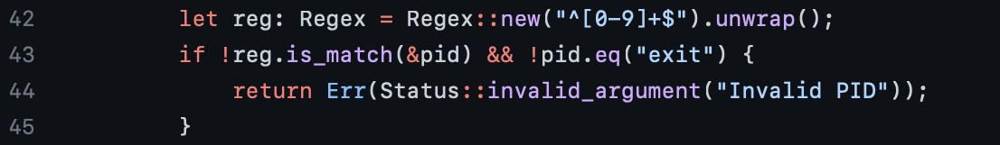 42 let reg: Regex = Regex::new("^[0-9]+$").unwrap();
43 if !reg.is_match(&pid) && !pid.eq("exit") {
44 return Err(Status::invalid_argument("Invalid PID"));
45 }